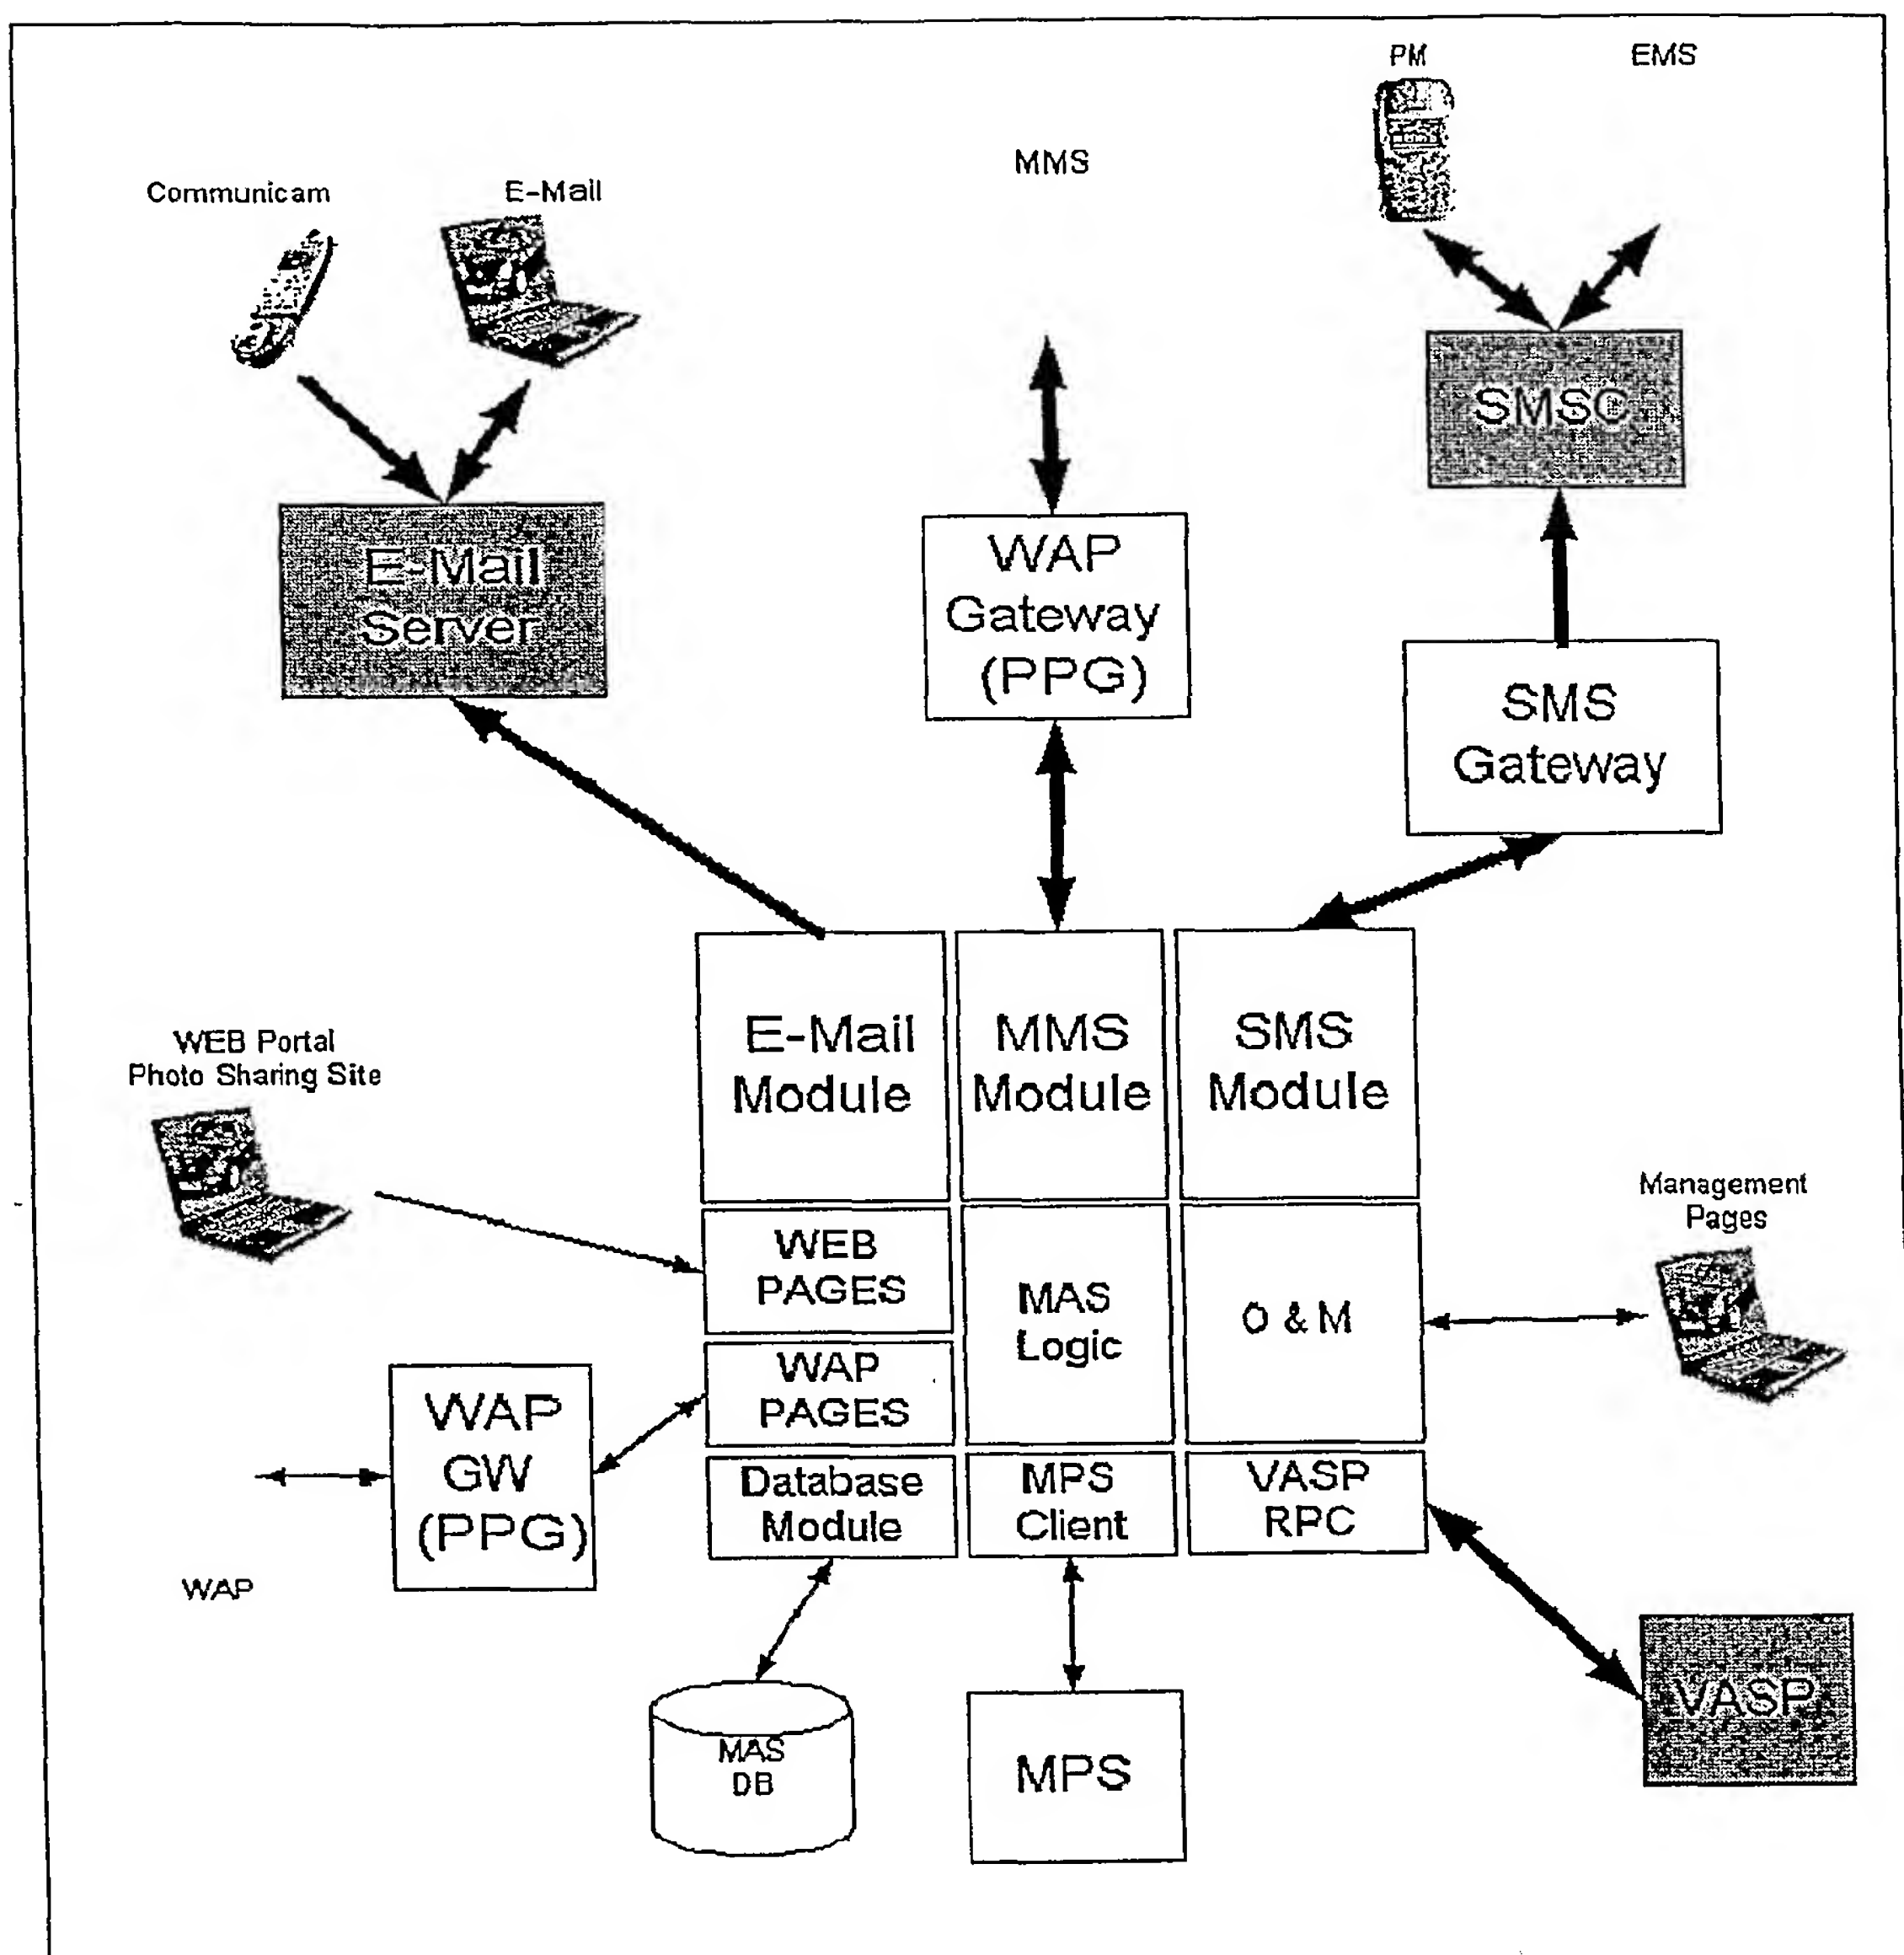 PM
EMS
MMS
Communicam
E-Mail
SMSC
E-Mail
Server
WAP
Gateway
(PPG)
SMS
Gateway
E-Mail
Module
MMS
Module
SMS
Module
WEB Portal
Photo Sharing Site
Management
Pages
WEB
PAGES
MAS
Logic
O & M
WAP
PAGES
WAP
GW
(PPG)
Database
Module
MPS
Client
VASP
RPC
WAP
MAS
DB
MPS
VASP